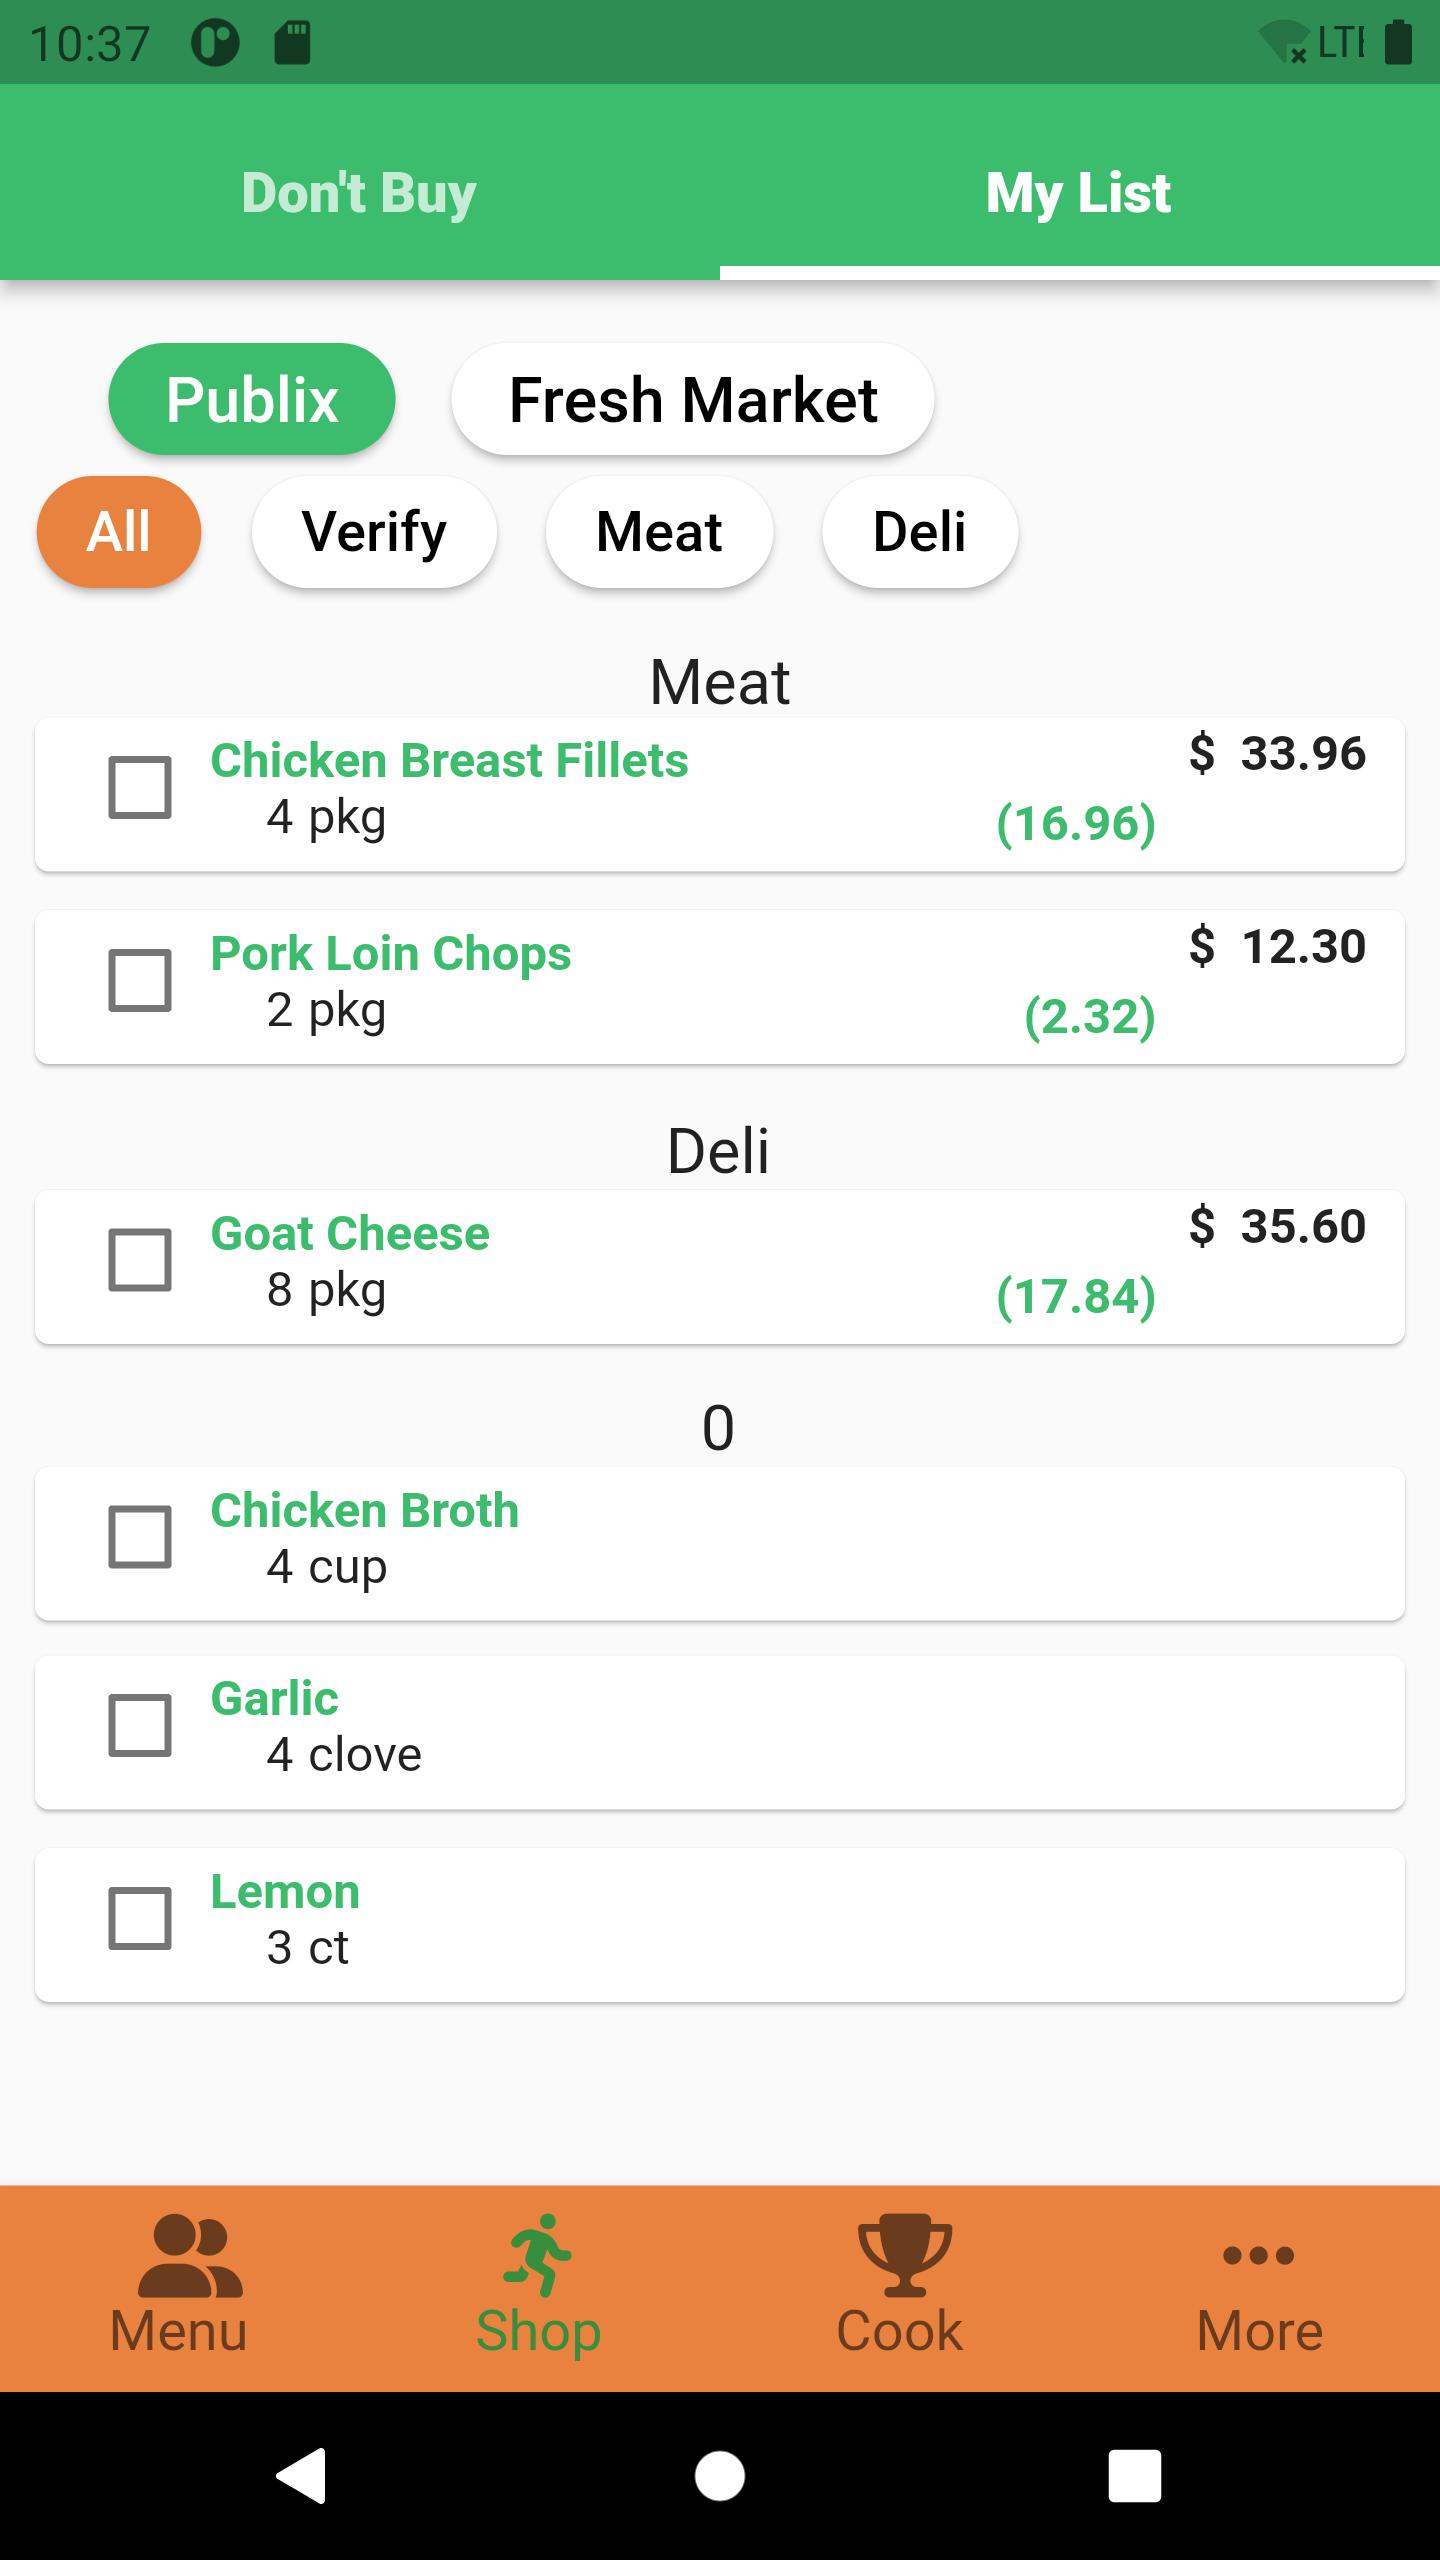 10:37 LTE
Don't Buy My List
Publix Fresh Market
All Verify Meat Deli
Meat
Chicken Breast Fillets $ 33.96
4 pkg (16.96)
Pork Loin Chops $ 12.30
2 pkg (2.32)
Deli
Goat Cheese $ 35.60
8 pkg (17.84)
0
Chicken Broth
4 cup
Garlic
4 clove
Lemon
3 ct
Menu Shop Cook More